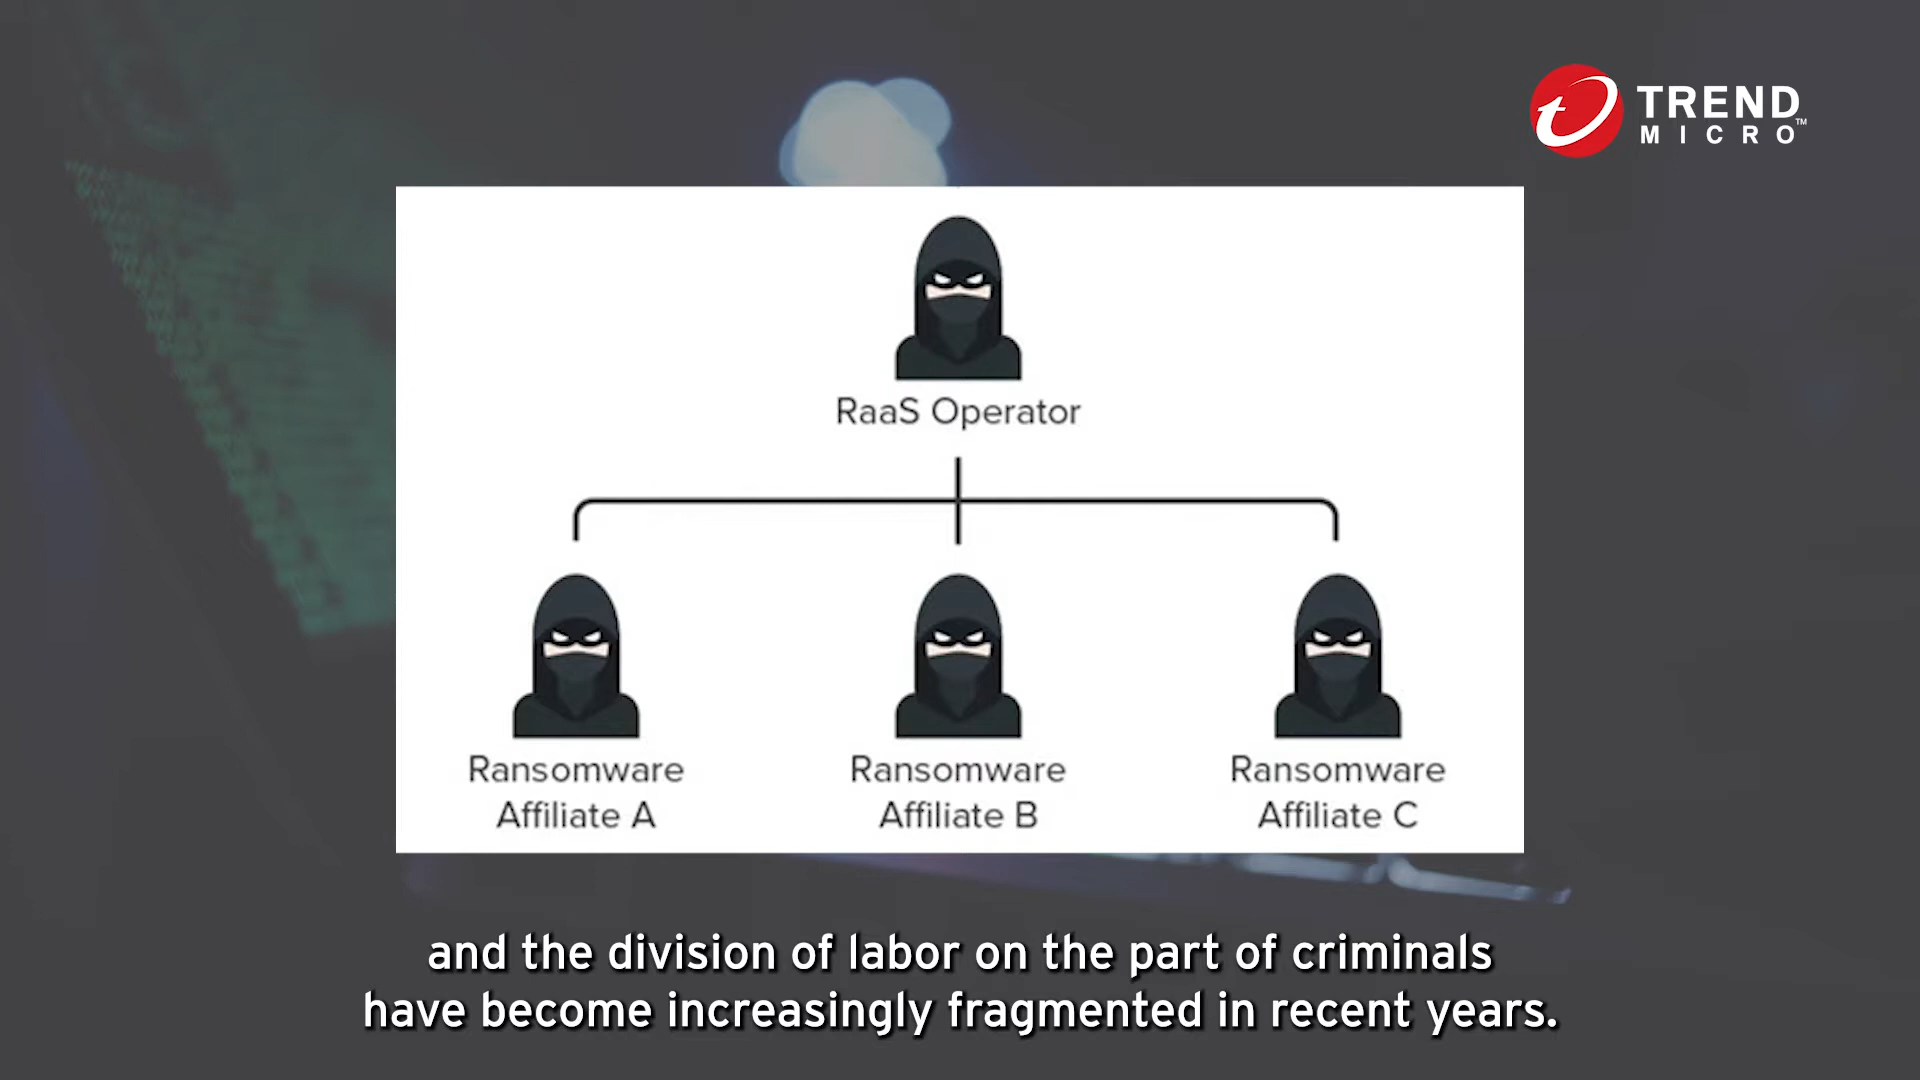 TREND
MICRO™
RaaS Operator
Ransomware
Affiliate A
Ransomware
Affiliate B
Ransomware
Affiliate C
and the division of labor on the part of criminals
have become increasingly fragmented in recent years.